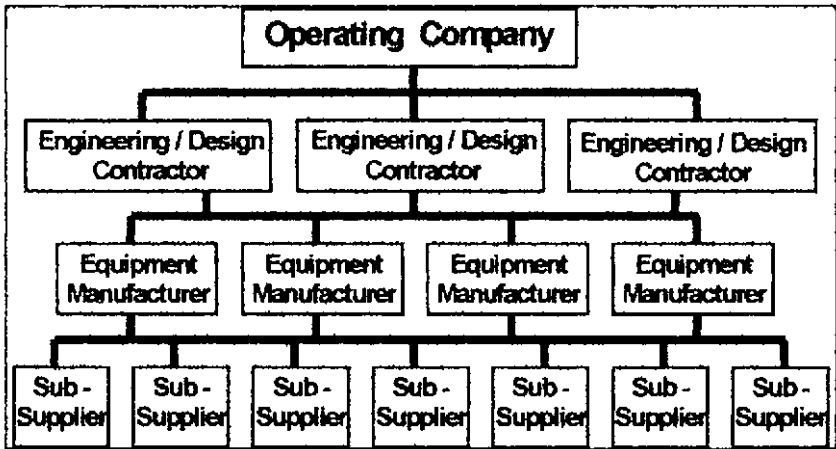 Operating Company
Engineering / Design
Contractor
Engineering / Design
Contractor
Engineering / Design
Contractor
Equipment
Manufacturer
Equipment
Manufacturer
Equipment
Manufacturer
Equipment
Manufacturer
Sub -
Supplier
Sub -
Supplier
Sub -
Supplier
Sub -
Supplier
Sub -
Supplier
Sub -
Supplier
Sub -
Supplier